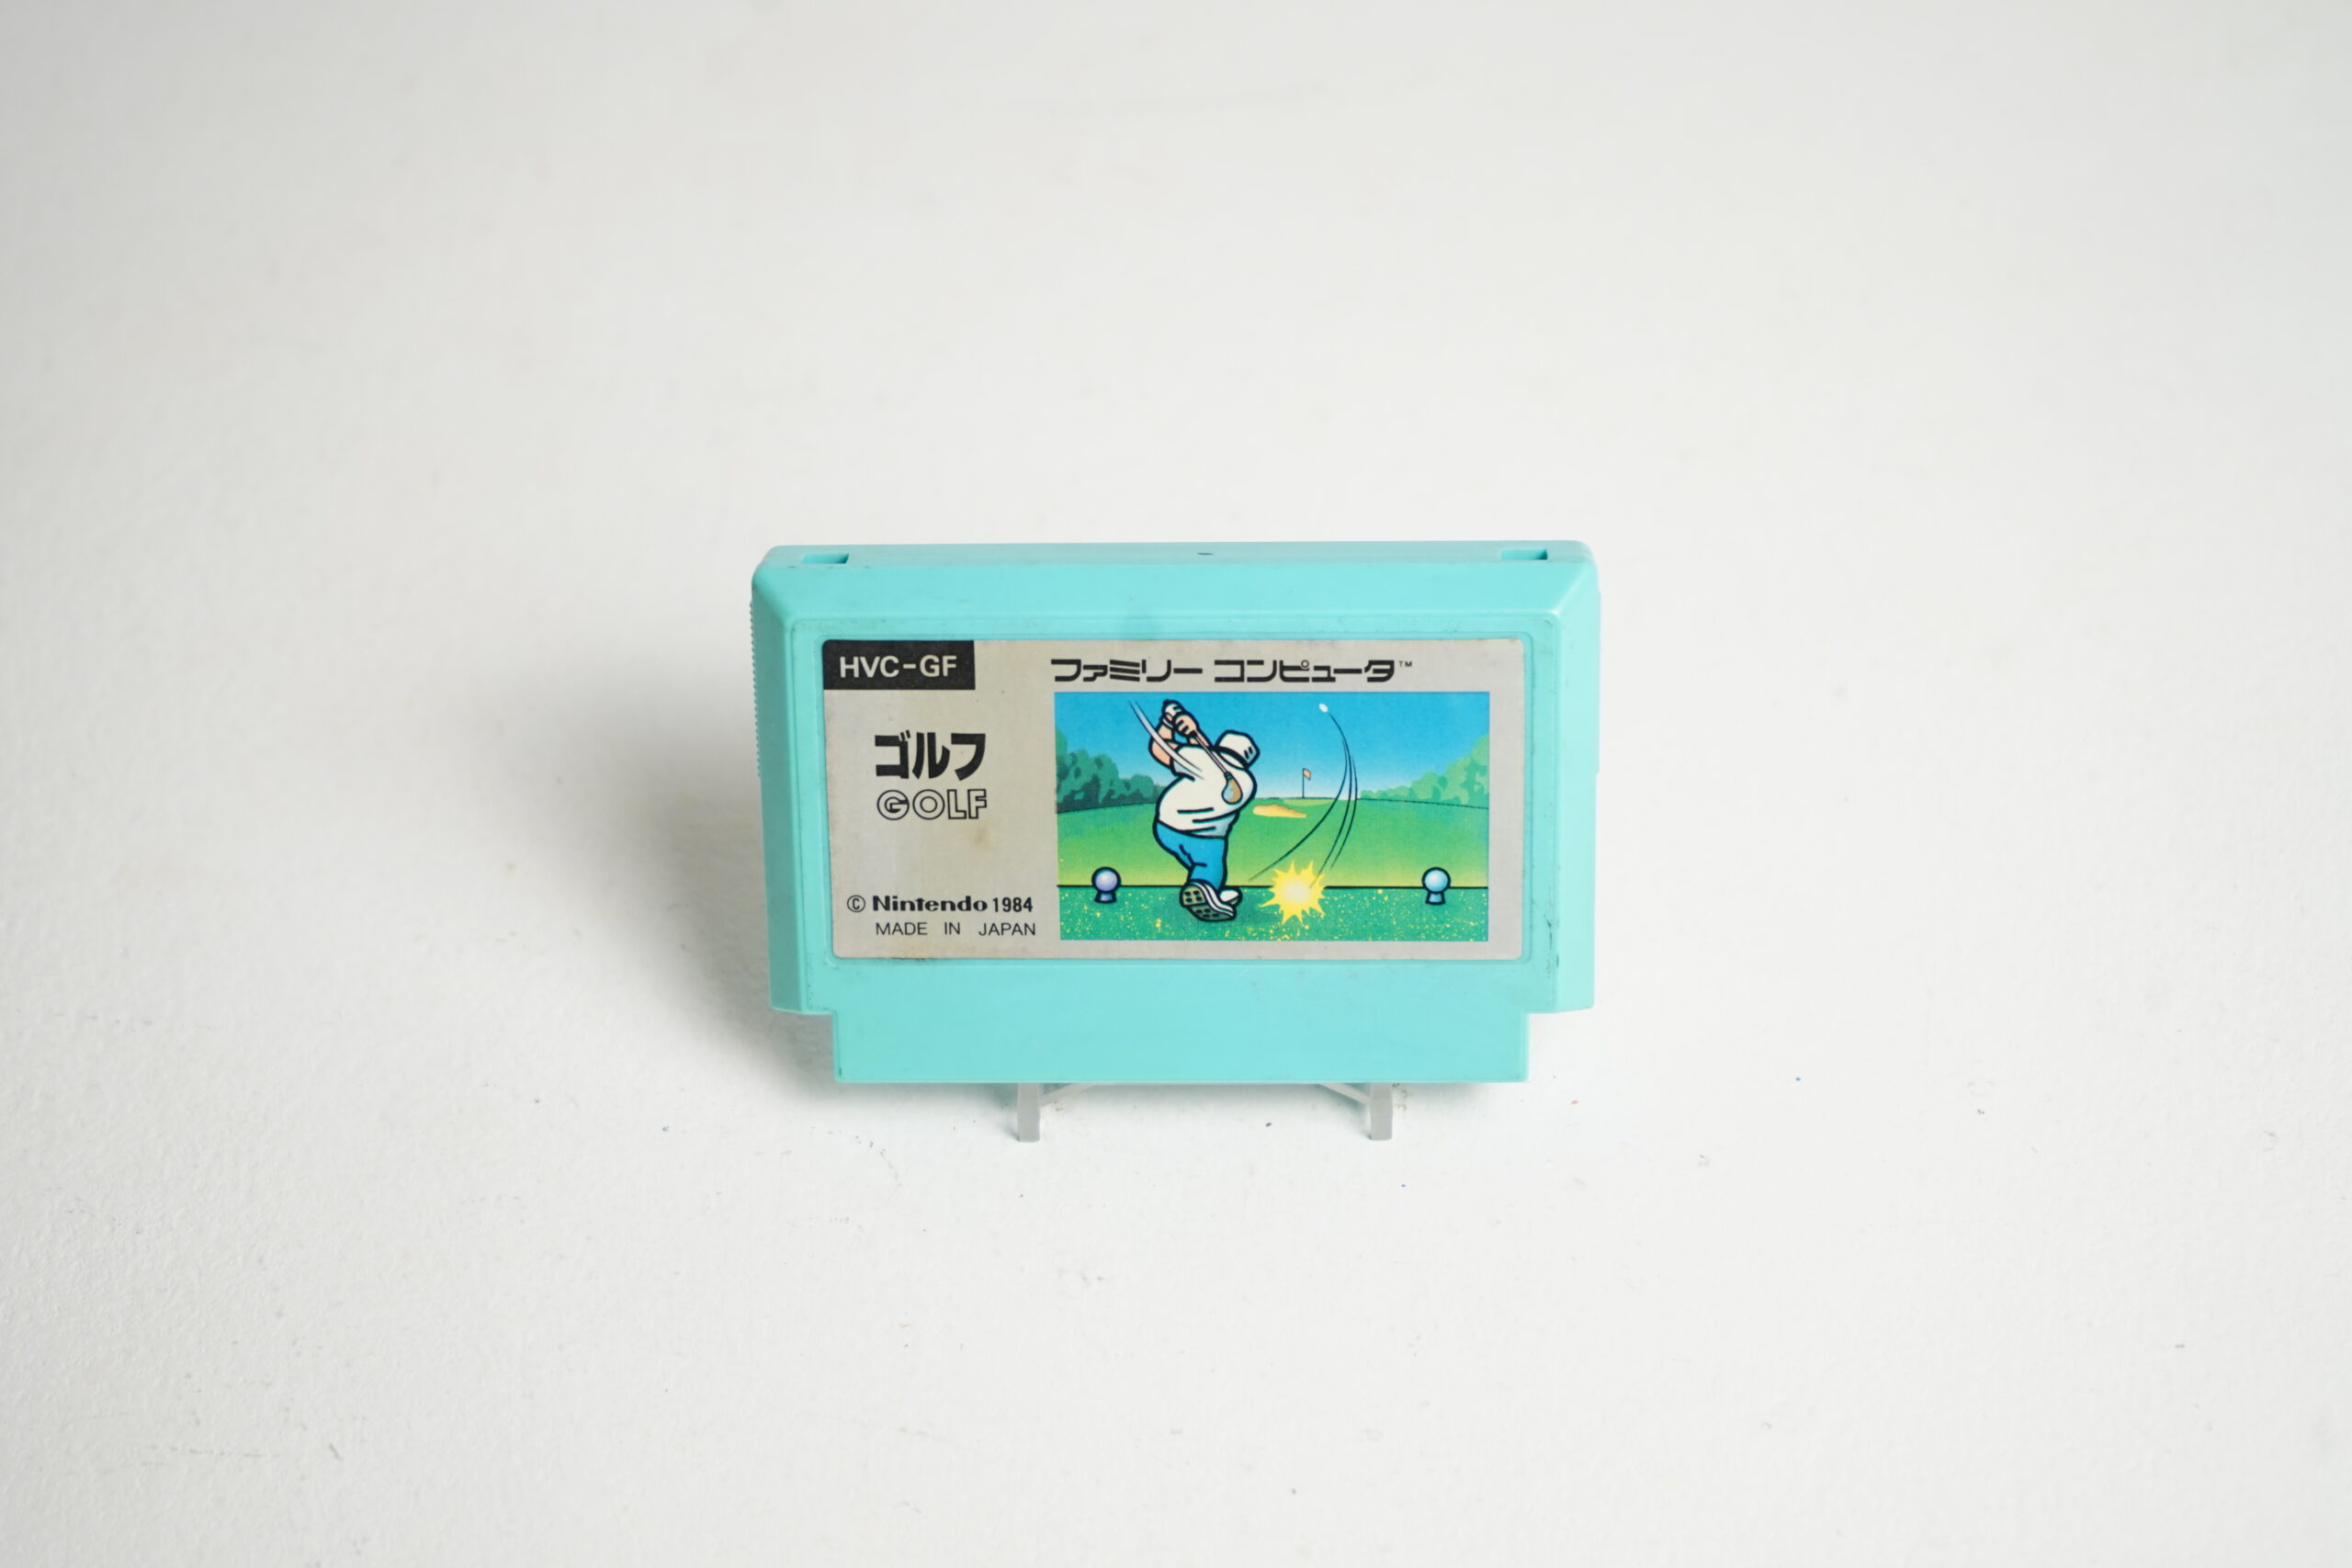 HVC-GF
ファミリー コンピュータ™
ゴルフ
GOLF
© Nintendo 1984
MADE IN JAPAN